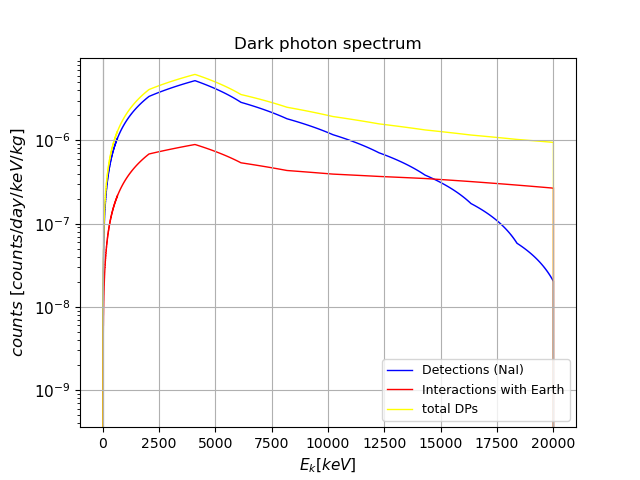 Dark photon spectrum
counts [counts/day/keV/kg]
10⁻⁶
10⁻⁷
10⁻⁸
10⁻⁹
Detections (NaI)
Interactions with Earth
total DPs
0 2500 5000 7500 10000 12500 15000 17500 20000
E_k[keV]